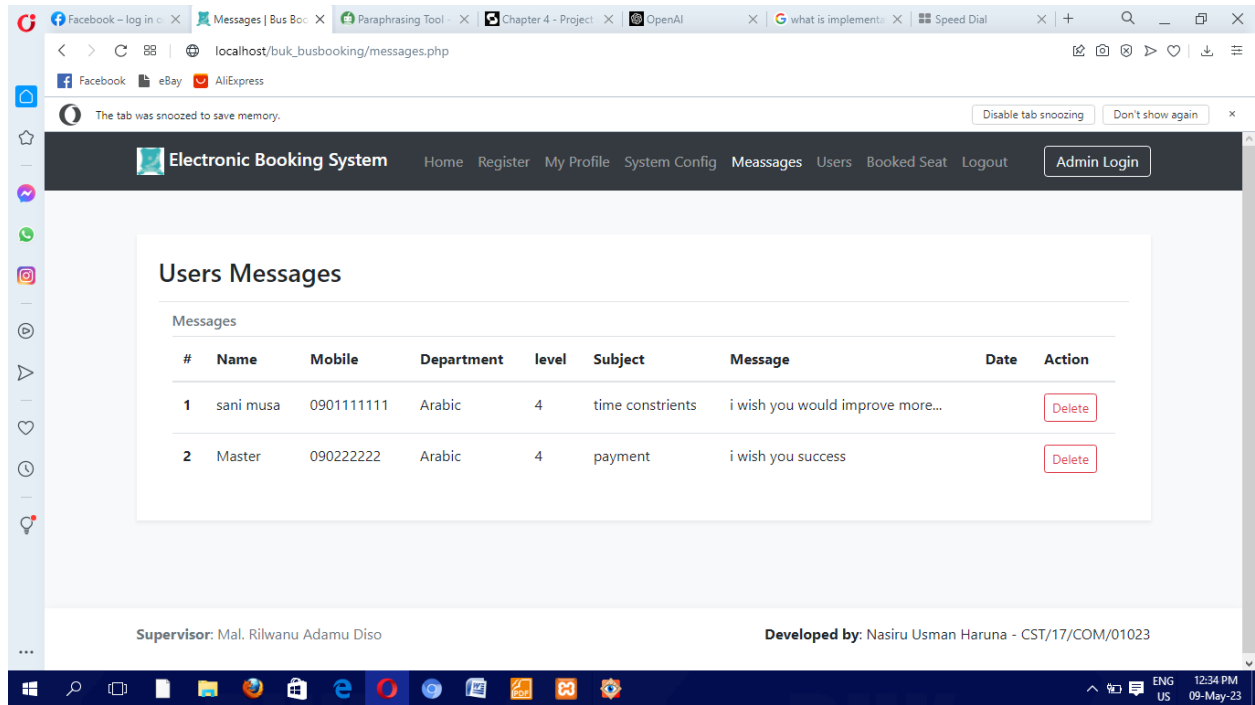 Facebook – log in o
Messages | Bus Boo
Paraphrasing Tool -
Chapter 4 - Project
OpenAI
what is implementa
Speed Dial
localhost/buk_busbooking/messages.php
Facebook eBay AliExpress
The tab was snoozed to save memory. Disable tab snoozing Don't show again
Electronic Booking System Home Register My Profile System Config Meassages Users Booked Seat Logout Admin Login
Users Messages
Messages
# Name Mobile Department level Subject Message Date Action
1 sani musa 0901111111 Arabic 4 time constrients i wish you would improve more... Delete
2 Master 090222222 Arabic 4 payment i wish you success Delete
Supervisor: Mal. Rilwanu Adamu Diso Developed by: Nasiru Usman Haruna - CST/17/COM/01023
ENG 12:34 PM
US 09-May-23